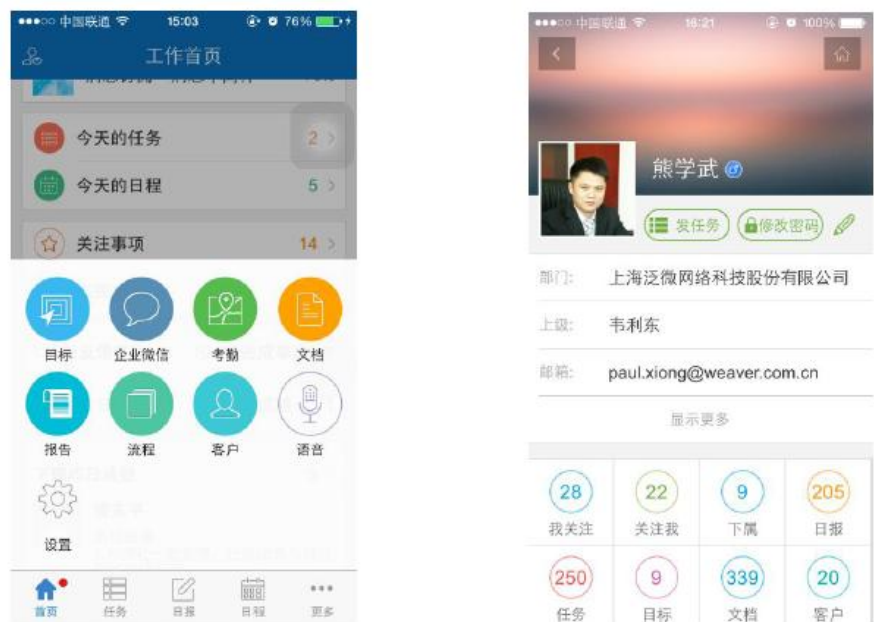 中国联通 15:03 76%
工作首页
今天的任务 2
今天的日程 5
关注事项 14
目标 企业微信 考勤 文档
报告 流程 客户 语音
设置
首页 任务 日报 日程 更多
中国联通 16:21 100%
熊学武
发任务 修改密码
部门: 上海泛微网络科技股份有限公司
上级: 韦利东
邮箱: paul.xiong@weaver.com.cn
显示更多
28 22 9 205
我关注 关注我 下属 日报
250 9 339 20
任务 目标 文档 客户